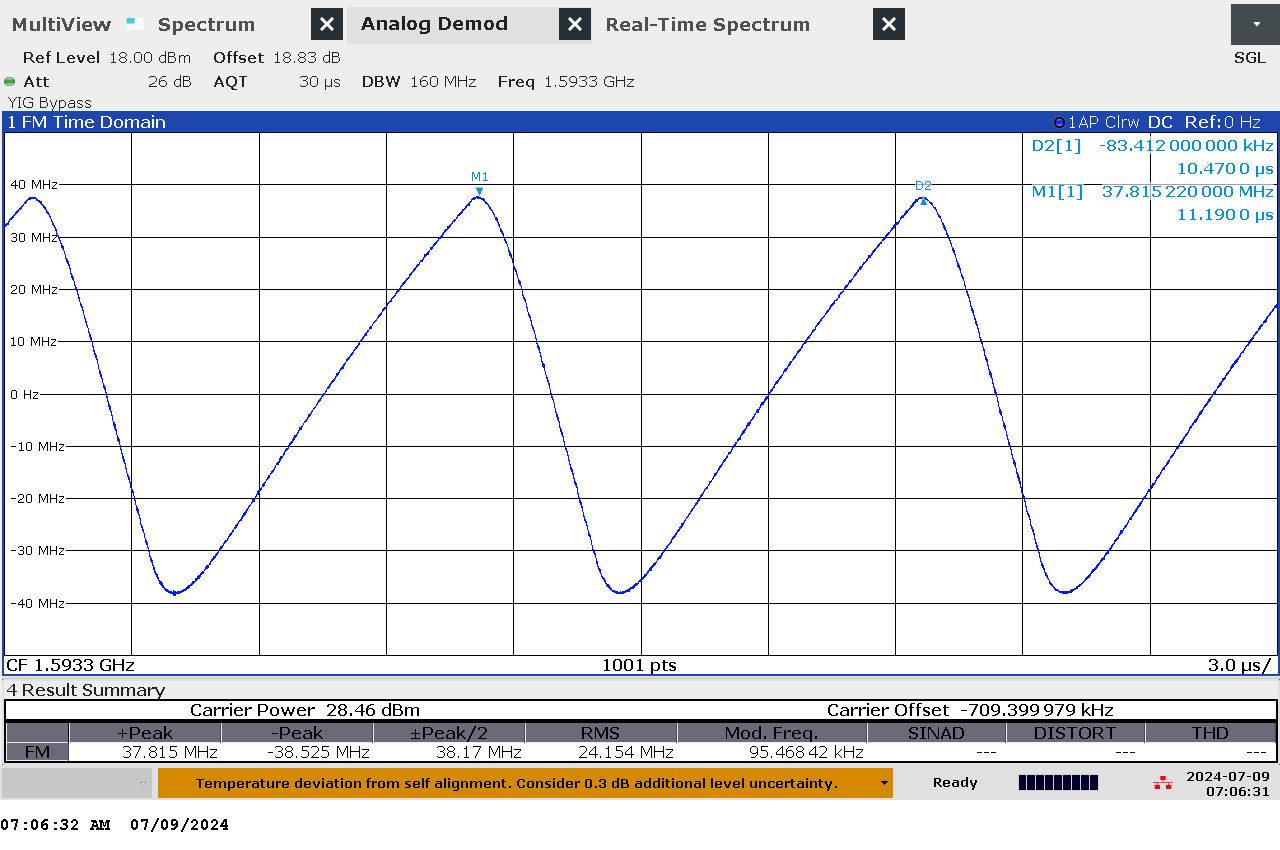 MultiView Spectrum Analog Demod Real-Time Spectrum
Ref Level 18.00 dBm Offset 18.83 dB SGL
Att 26 dB AQT 30 µs DBW 160 MHz Freq 1.5933 GHz
YIG Bypass
1 FM Time Domain 1AP Clrw DC Ref:0 Hz
D2[1] -83.412 000 000 kHz
10.470 0 µs
M1[1] 37.815 220 000 MHz
11.190 0 µs
M1
D2
40 MHz
30 MHz
20 MHz
10 MHz
0 Hz
-10 MHz
-20 MHz
-30 MHz
-40 MHz
CF 1.5933 GHz 1001 pts 3.0 µs/
4 Result Summary
Carrier Power 28.46 dBm Carrier Offset -709.399 979 kHz
+Peak -Peak ±Peak/2 RMS Mod. Freq. SINAD DISTORT THD
FM 37.815 MHz -38.525 MHz 38.17 MHz 24.154 MHz 95.468 42 kHz --- --- ---
Temperature deviation from self alignment. Consider 0.3 dB additional level uncertainty. Ready 2024-07-09
07:06:31
07:06:32 AM 07/09/2024